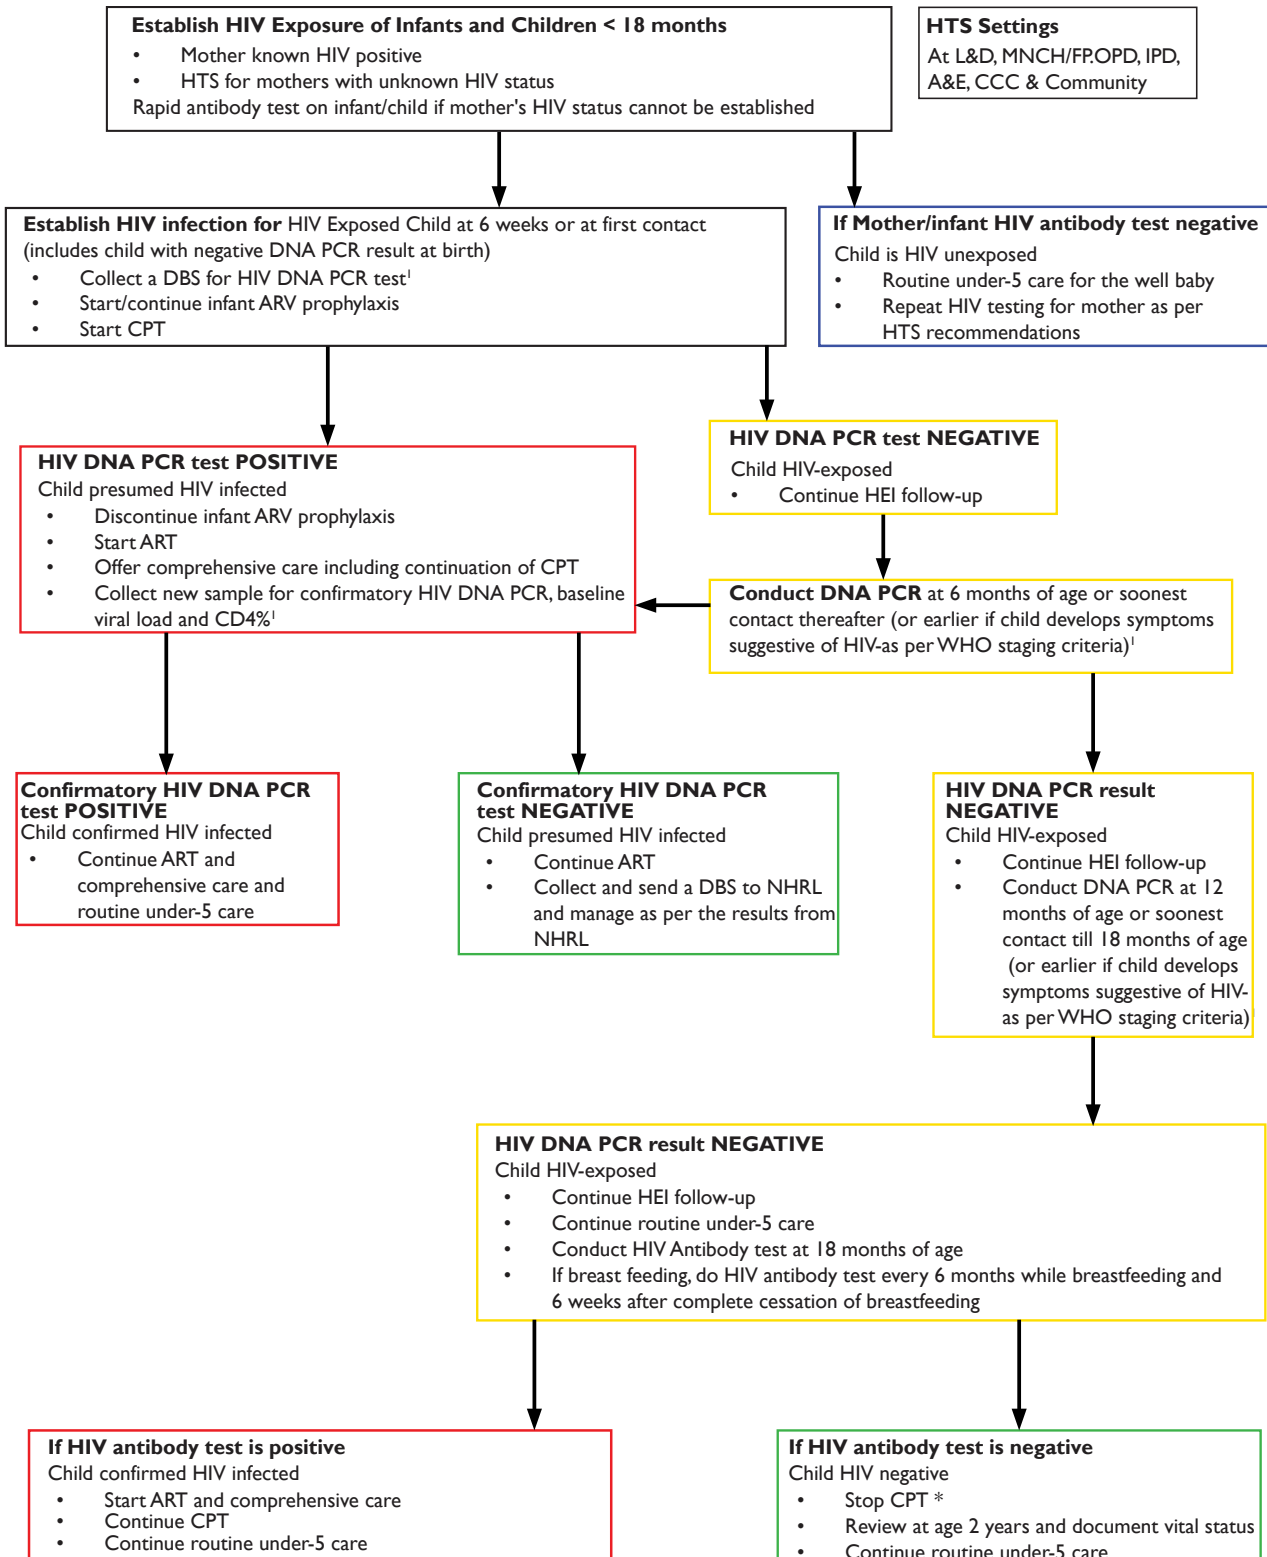 Establish HIV Exposure of Infants and Children < 18 months
• Mother known HIV positive
• HTS for mothers with unknown HIV status
Rapid antibody test on infant/child if mother's HIV status cannot be established
HTS Settings
At L&D, MNCH/FP.OPD, IPD,
A&E, CCC & Community
Establish HIV infection for HIV Exposed Child at 6 weeks or at first contact
(includes child with negative DNA PCR result at birth)
• Collect a DBS for HIV DNA PCR test¹
• Start/continue infant ARV prophylaxis
• Start CPT
If Mother/infant HIV antibody test negative
Child is HIV unexposed
• Routine under-5 care for the well baby
• Repeat HIV testing for mother as per
HTS recommendations
HIV DNA PCR test POSITIVE
Child presumed HIV infected
• Discontinue infant ARV prophylaxis
• Start ART
• Offer comprehensive care including continuation of CPT
• Collect new sample for confirmatory HIV DNA PCR, baseline
viral load and CD4%¹
HIV DNA PCR test NEGATIVE
Child HIV-exposed
• Continue HEI follow-up
Conduct DNA PCR at 6 months of age or soonest
contact thereafter (or earlier if child develops symptoms
suggestive of HIV-as per WHO staging criteria)¹
Confirmatory HIV DNA PCR
test POSITIVE
Child confirmed HIV infected
• Continue ART and
comprehensive care and
routine under-5 care
Confirmatory HIV DNA PCR
test NEGATIVE
Child presumed HIV infected
• Continue ART
• Collect and send a DBS to NHRL
and manage as per the results from
NHRL
HIV DNA PCR result
NEGATIVE
Child HIV-exposed
• Continue HEI follow-up
• Conduct DNA PCR at 12
months of age or soonest
contact till 18 months of age
(or earlier if child develops
symptoms suggestive of HIV-
as per WHO staging criteria)¹
HIV DNA PCR result NEGATIVE
Child HIV-exposed
• Continue HEI follow-up
• Continue routine under-5 care
• Conduct HIV Antibody test at 18 months of age
• If breast feeding, do HIV antibody test every 6 months while breastfeeding and
6 weeks after complete cessation of breastfeeding
If HIV antibody test is positive
Child confirmed HIV infected
• Start ART and comprehensive care
• Continue CPT
• Continue routine under-5 care
If HIV antibody test is negative
Child HIV negative
• Stop CPT *
• Review at age 2 years and document vital status
• Continue routine under-5 care